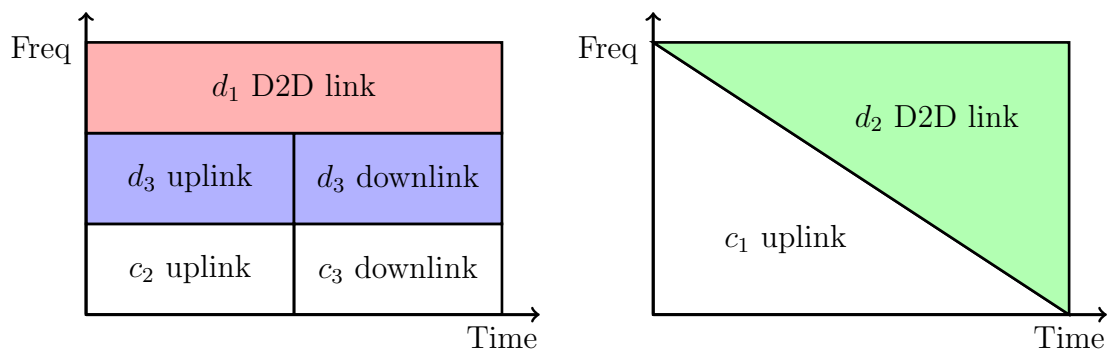 Freq
d₁ D2D link
d₃ uplink
d₃ downlink
c₂ uplink
c₃ downlink
Time
Freq
d₂ D2D link
c₁ uplink
Time